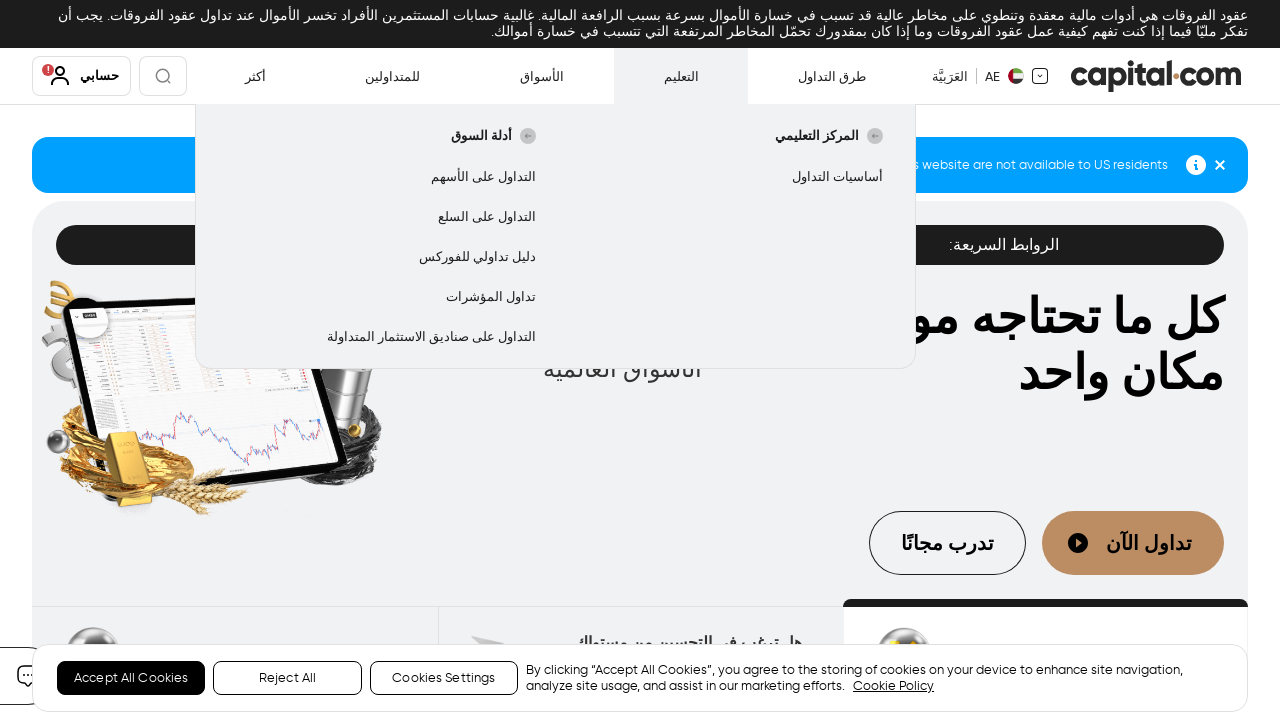 عقود الفروقات هي أدوات مالية معقدة وتنطوي على مخاطر عالية قد تسبب في خسارة الأموال بسرعة بسبب الرافعة المالية. غالبية حسابات المستثمرين الأفراد تخسر الأموال عند تداول عقود الفروقات. يجب أن
تفكر مليًا فيما إذا كنت تفهم كيفية عمل عقود الفروقات وما إذا كان بمقدورك تحمّل المخاطر المرتفعة التي تتسبب في خسارة أموالك.
capital.com
AE
العَرَبيَّة
طرق التداول
التعليم
الأسواق
للمتداولين
أكثر
حسابي
المركز التعليمي
أساسيات التداول
أدلة السوق
التداول على الأسهم
التداول على السلع
دليل تداولي للفوركس
تداول المؤشرات
التداول على صناديق الاستثمار المتداولة
website are not available to US residents
الروابط السريعة:
كل ما تحتاجه
مكان واحد
الأسواق العالمية
تداول الآن
تدرب مجانًا
هل ترغب في التحسين من مستواك
By clicking “Accept All Cookies”, you agree to the storing of cookies on your device to enhance site navigation,
analyze site usage, and assist in our marketing efforts. Cookie Policy
Cookies Settings
Reject All
Accept All Cookies